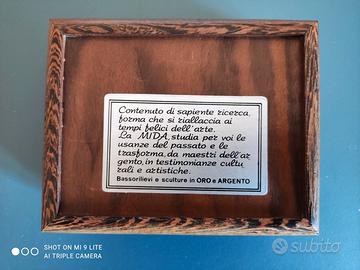 Contenuto di sapiente ricerca,
forma che si riallaccia ai
tempi felici dell'arte.
La MIDA, studia per voi le
usanze del passato e le
trasforma, da maestri dell'ar
gento, in testimonianze cultu
rali e artistiche.
Bassorilievi e sculture in ORO e ARGENTO
SHOT ON MI 9 LITE
AI TRIPLE CAMERA
subito